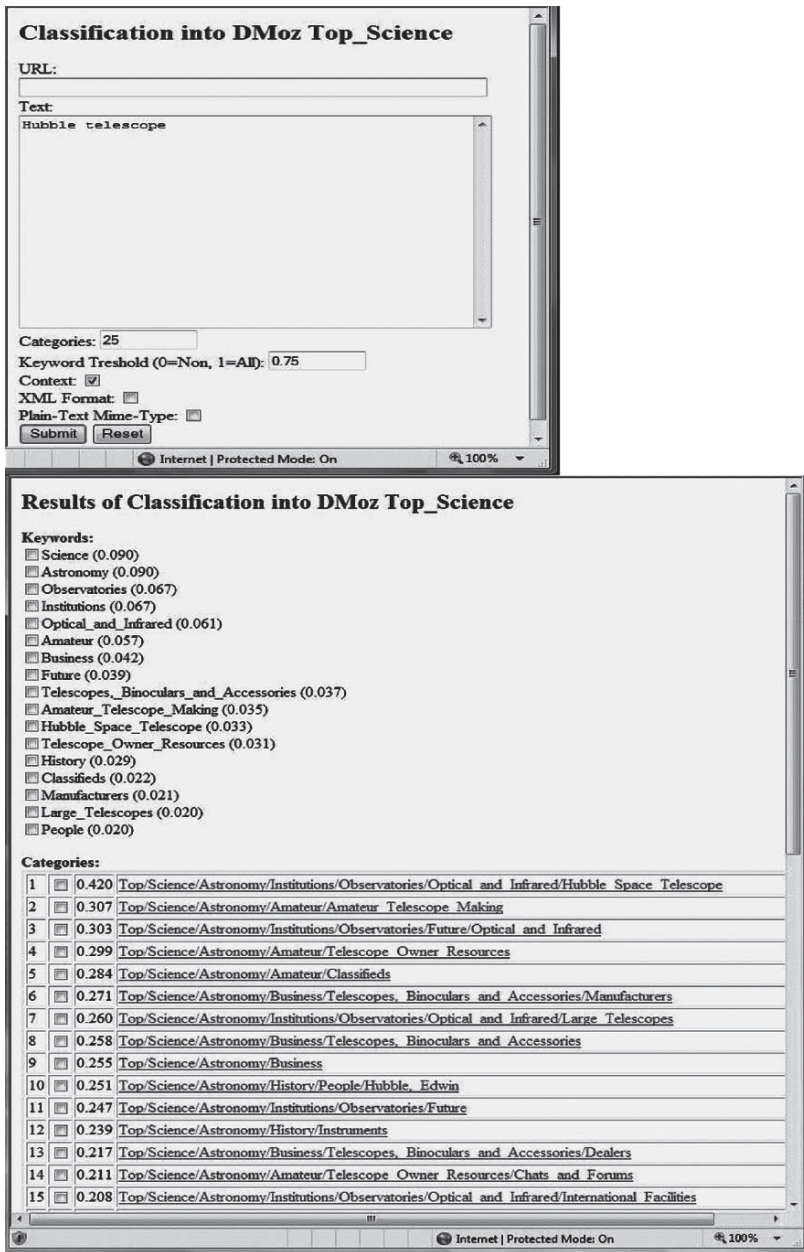 Classification into DMoz Top_Science
URL:
Text:
Hubble telescope
Categories: 25
Keyword Treshold (0=Non, 1=All): 0.75
Context:
XML Format:
Plain-Text Mime-Type:
Submit Reset
Internet | Protected Mode: On 100%
Results of Classification into DMoz Top_Science
Keywords:
Science (0.090)
Astronomy (0.090)
Observatories (0.067)
Institutions (0.067)
Optical_and_Infrared (0.061)
Amateur (0.057)
Business (0.042)
Future (0.039)
Telescopes,_Binoculars_and_Accessories (0.037)
Amateur_Telescope_Making (0.035)
Hubble_Space_Telescope (0.033)
Telescope_Owner_Resources (0.031)
History (0.029)
Classifieds (0.022)
Manufacturers (0.021)
Large_Telescopes (0.020)
People (0.020)
Categories:
1 0.420 Top/Science/Astronomy/Institutions/Observatories/Optical_and_Infrared/Hubble_Space_Telescope
2 0.307 Top/Science/Astronomy/Amateur/Amateur_Telescope_Making
3 0.303 Top/Science/Astronomy/Institutions/Observatories/Future/Optical_and_Infrared
4 0.299 Top/Science/Astronomy/Amateur/Telescope_Owner_Resources
5 0.284 Top/Science/Astronomy/Amateur/Classifieds
6 0.271 Top/Science/Astronomy/Business/Telescopes,_Binoculars_and_Accessories/Manufacturers
7 0.260 Top/Science/Astronomy/Institutions/Observatories/Optical_and_Infrared/Large_Telescopes
8 0.258 Top/Science/Astronomy/Business/Telescopes,_Binoculars_and_Accessories
9 0.255 Top/Science/Astronomy/Business
10 0.251 Top/Science/Astronomy/History/People/Hubble,_Edwin
11 0.247 Top/Science/Astronomy/Institutions/Observatories/Future
12 0.239 Top/Science/Astronomy/History/Instruments
13 0.217 Top/Science/Astronomy/Business/Telescopes,_Binoculars_and_Accessories/Dealers
14 0.211 Top/Science/Astronomy/Amateur/Telescope_Owner_Resources/Chats_and_Forums
15 0.208 Top/Science/Astronomy/Institutions/Observatories/Optical_and_Infrared/International_Facilities
Internet | Protected Mode: On 100%